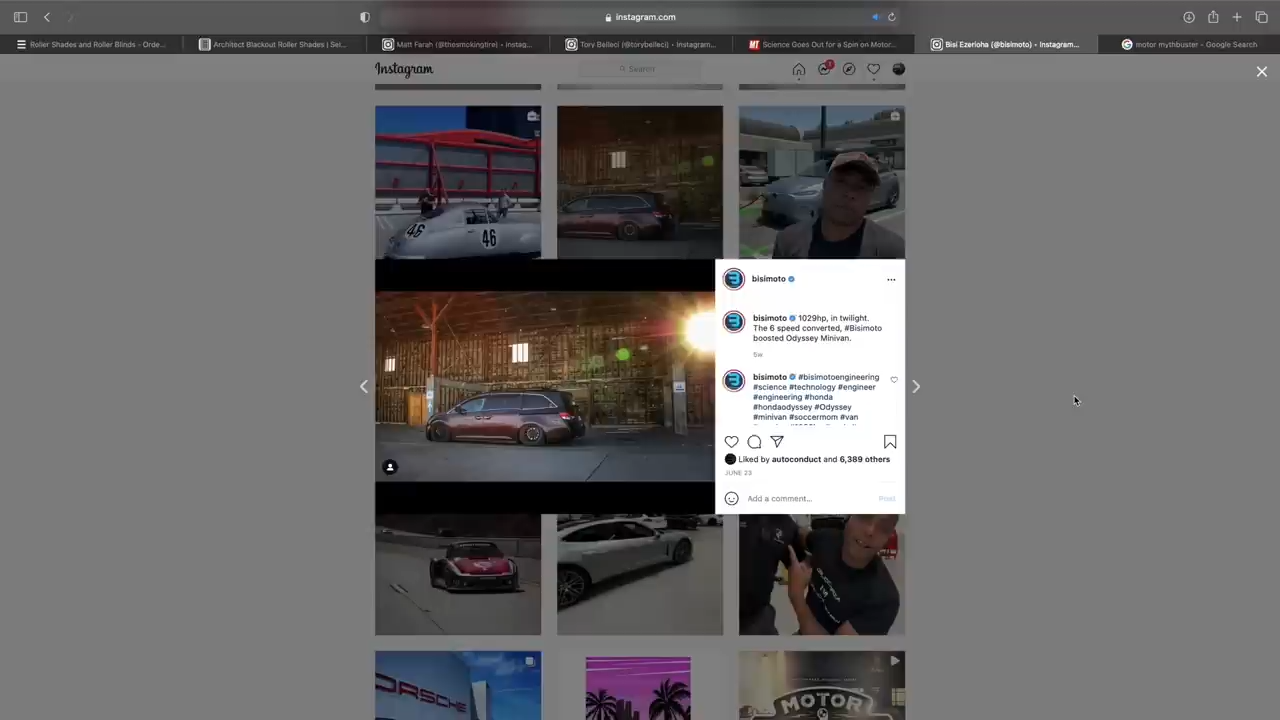 instagram.com
Roller Shades and Roller Blinds - Orde...
Architect Blackout Roller Shades | Sel...
Matt Farah (@thesmokingtire) • Instag...
Tory Belleci (@torybelleci) • Instagram...
MT Science Goes Out for a Spin on Motor...
Bisi Ezerioha (@bisimoto) • Instagram...
motor mythbuster - Google Search
Instagram
Search
1
46
46
bisimoto
bisimoto 1029hp, in twilight.
The 6 speed converted, #Bisimoto
boosted Odyssey Minivan.
5w
bisimoto #bisimotoengineering
#science #technology #engineer
#engineering #honda
#hondaodyssey #Odyssey
#minivan #soccermom #van
Liked by autoconduct and 6,389 others
JUNE 23
Add a comment...
Post
PORSCHE
MOTOR